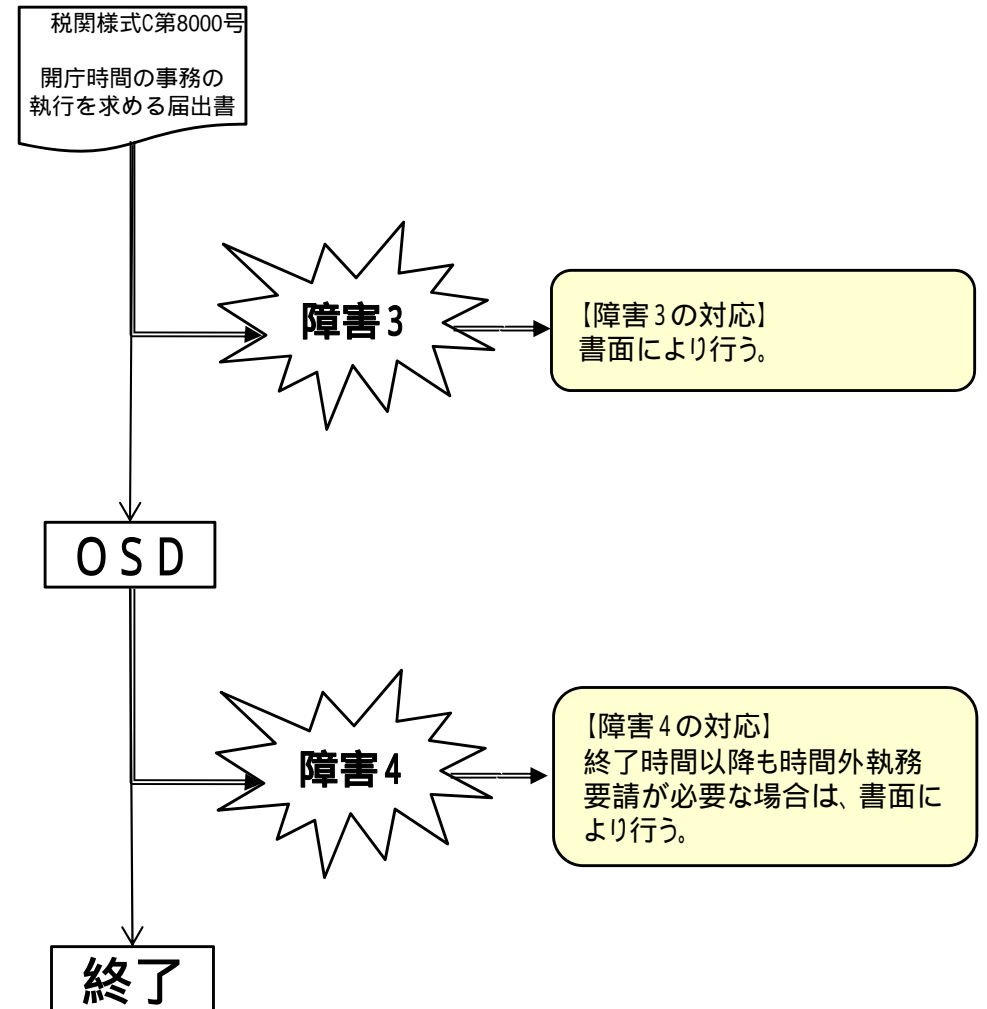 税関様式C第8000号
開庁時間の事務の
執行を求める届出書
障害3
【障害3の対応】
書面により行う。
OSD
障害4
【障害4の対応】
終了時間以降も時間外執務
要請が必要な場合は、書面に
より行う。
終了